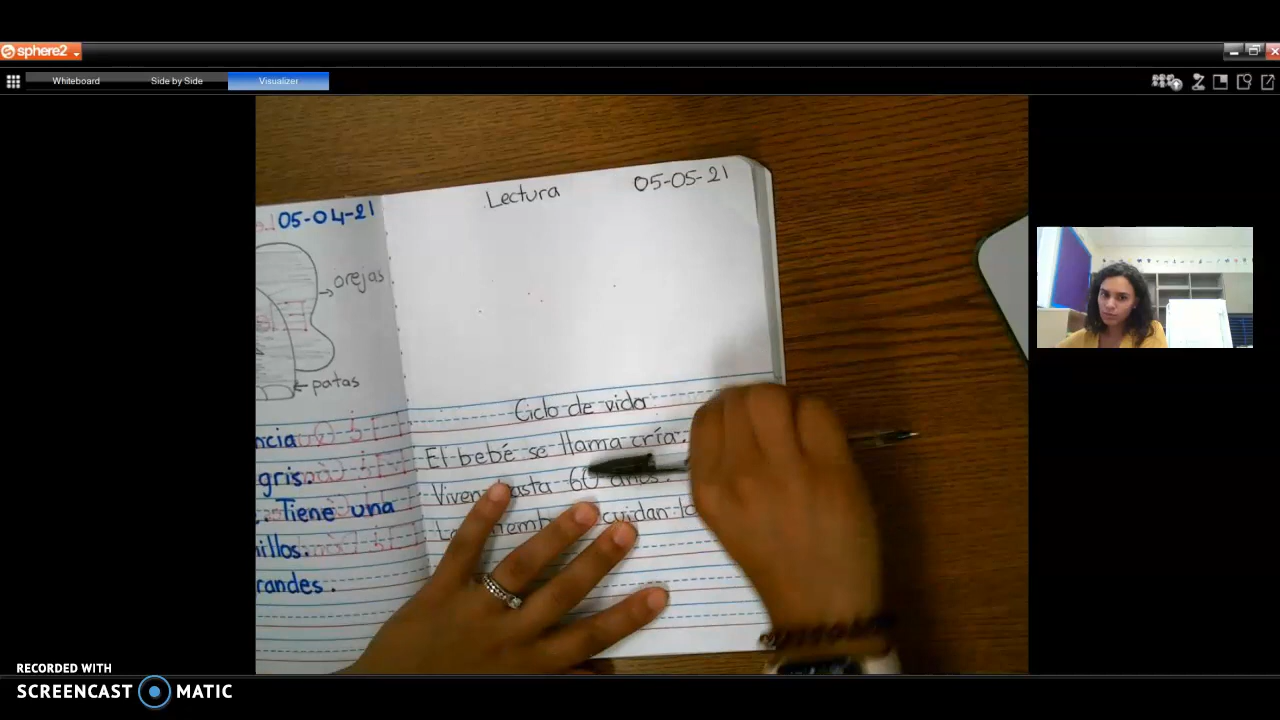 sphere2
Whiteboard Side by Side Visualizer
05-04-21
orejas
patas
ncia
gris.
Tiene una
illos.
randes.
Lectura 05-05-21
Ciclo de vida
El bebé se llama cría.
Viven hasta 60 años.
cuidan
RECORDED WITH
SCREENCAST MATIC